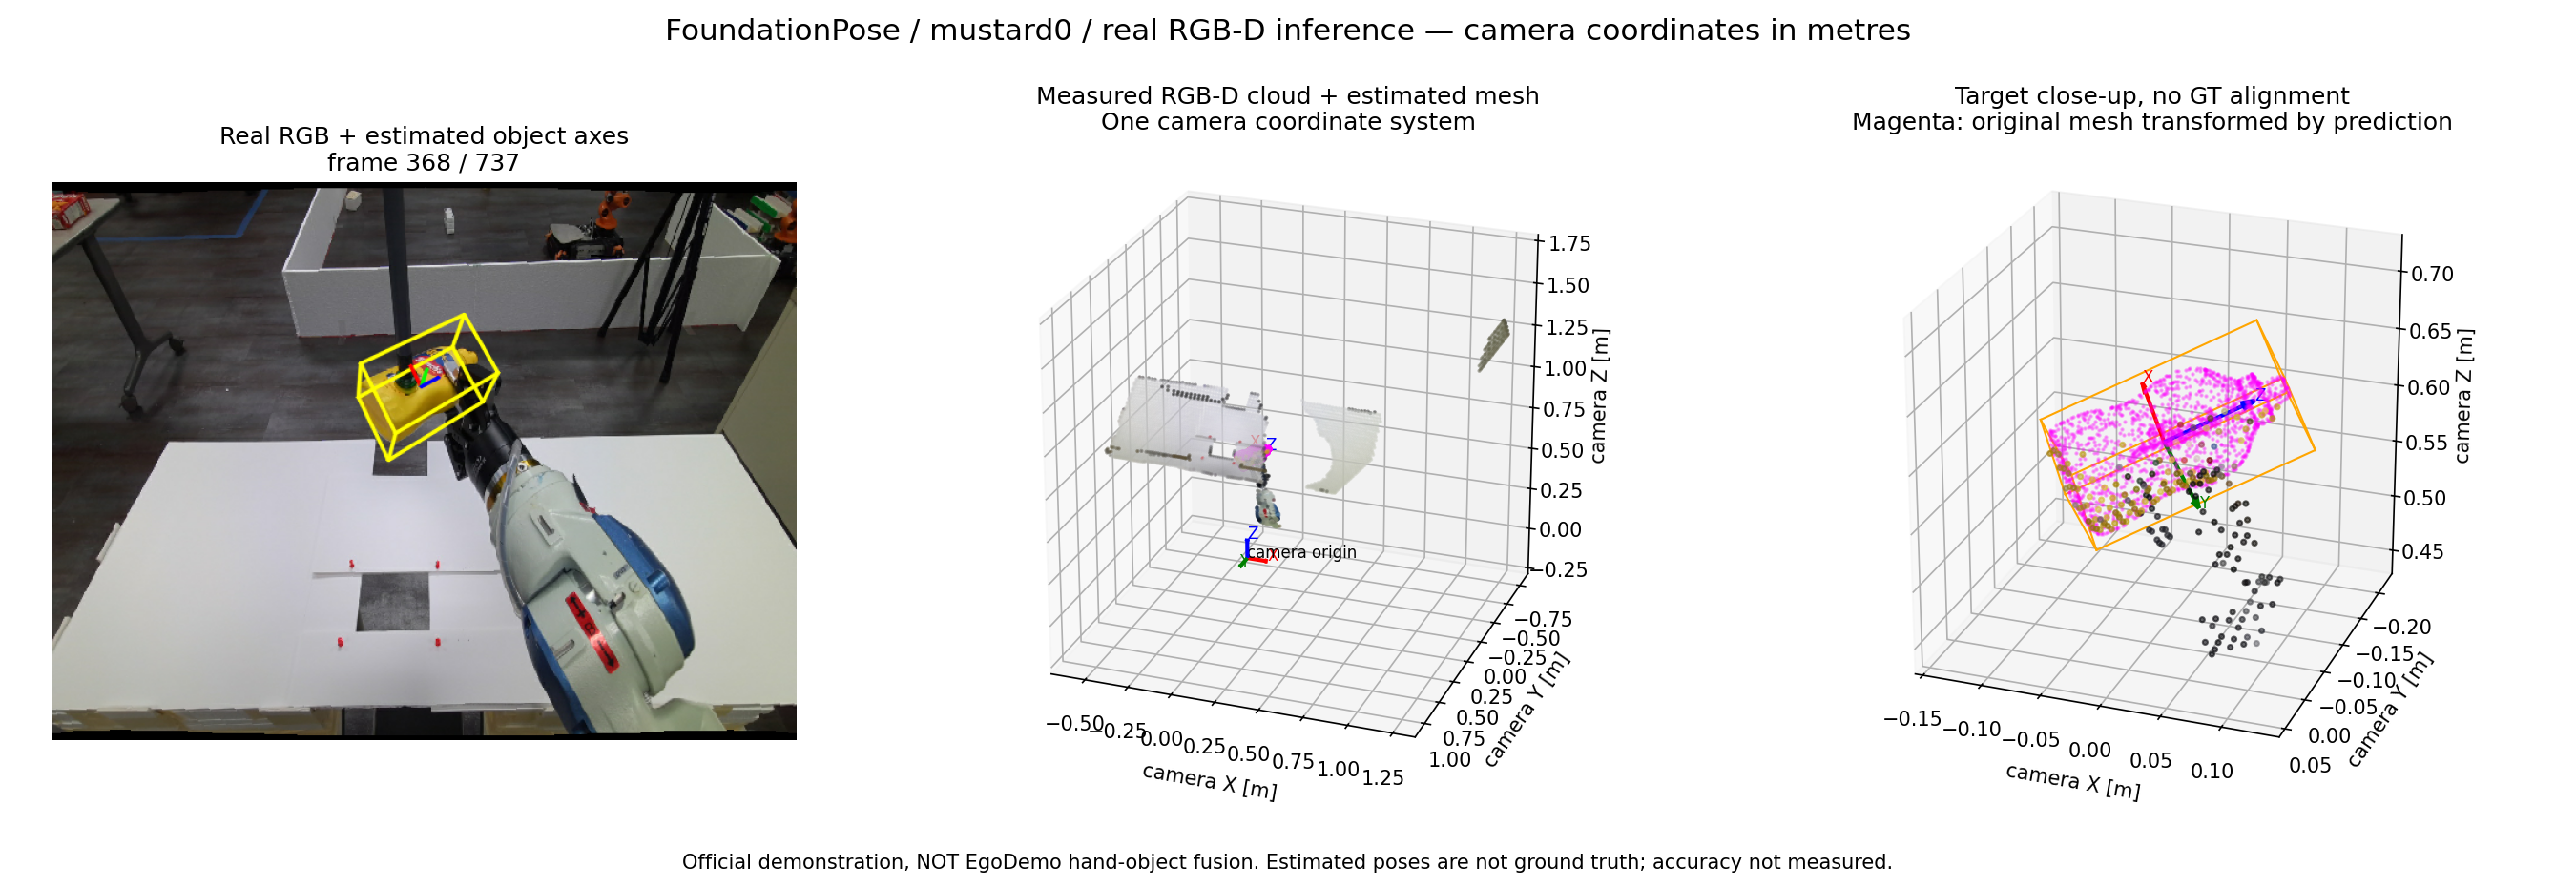 FoundationPose / mustard0 / real RGB-D inference — camera coordinates in metres
Real RGB + estimated object axes
frame 368 / 737
Measured RGB-D cloud + estimated mesh
One camera coordinate system
X
Z
Z
camera origin
X
Y
1.75
1.50
1.25
1.00
0.75
0.50
0.25
0.00
−0.25
camera Z [m]
−0.75
−0.50
−0.25
0.00
0.25
0.50
0.75
1.00
camera Y [m]
−0.50
−0.25
0.00
0.25
0.50
0.75
1.00
1.25
camera X [m]
Target close-up, no GT alignment
Magenta: original mesh transformed by prediction
X
Z
Y
0.70
0.65
0.60
0.55
0.50
0.45
camera Z [m]
−0.20
−0.15
−0.10
−0.05
0.00
0.05
camera Y [m]
−0.15
−0.10
−0.05
0.00
0.05
0.10
camera X [m]
Official demonstration, NOT EgoDemo hand-object fusion. Estimated poses are not ground truth; accuracy not measured.